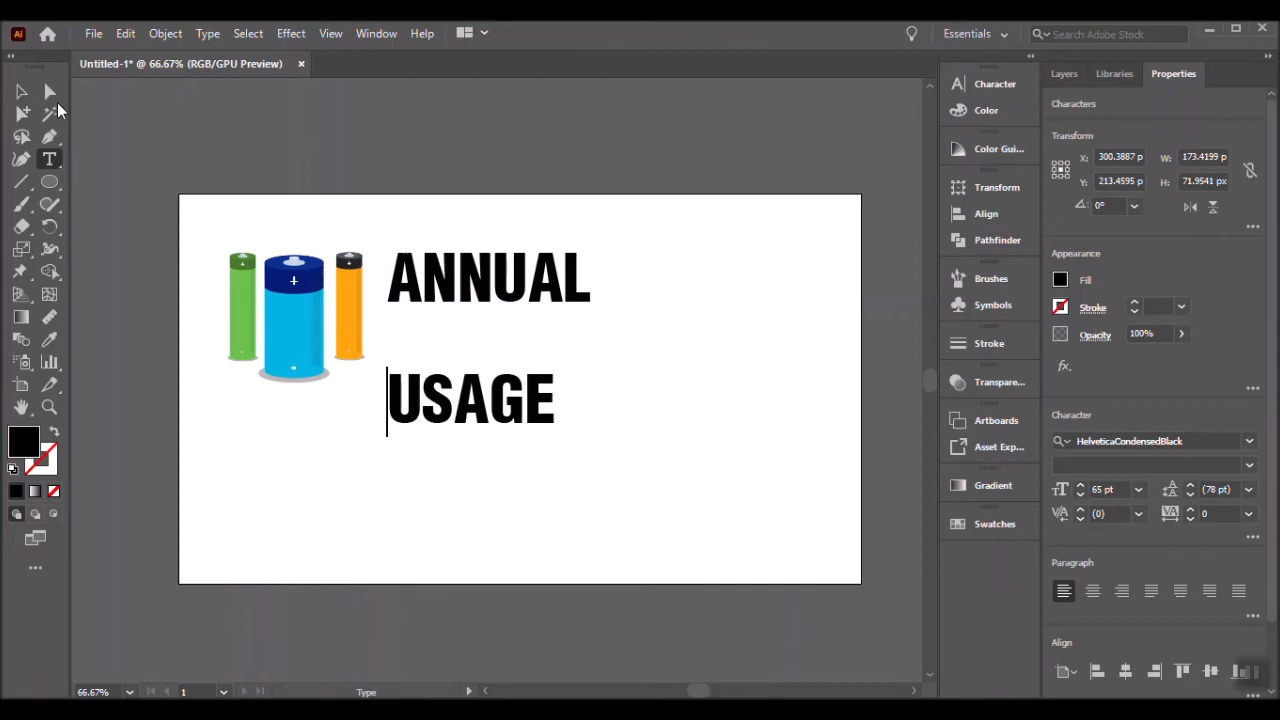 Ai File Edit Object Type Select Effect View Window Help Essentials Search Adobe Stock
Untitled-1* @ 66.67% (RGB/GPU Preview) ×
Layers Libraries Properties
Characters
Transform
X: 300.3887 p W: 173.4199 p
Y: 213.4595 p H: 71.9541 px
0°
Appearance
Fill
Stroke
Opacity 100%
fx.
Character
HelveticaCondensedBlack
65 pt (78 pt)
(0) 0
Paragraph
Align
Character
Color
Color Gui...
Transform
Align
Pathfinder
Brushes
Symbols
Stroke
Transpare...
Artboards
Asset Exp...
Gradient
Swatches
ANNUAL
USAGE
66.67% 1 Type